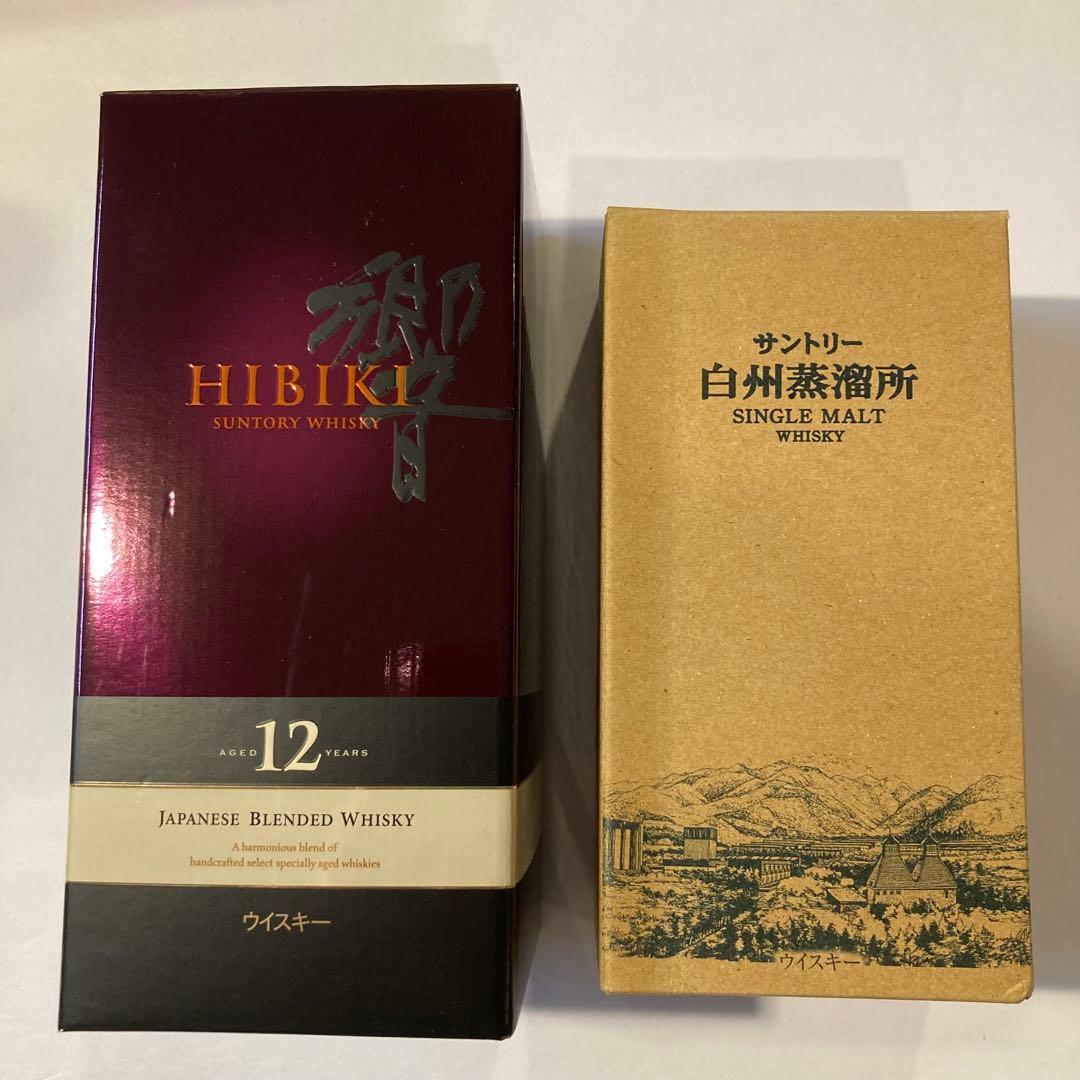 響
HIBIKI
SUNTORY WHISKY
AGED 12 YEARS
JAPANESE BLENDED WHISKY
A harmonious blend of
handcrafted select specially aged whiskies
ウイスキー
サントリー
白州蒸溜所
SINGLE MALT
WHISKY
ウイスキー